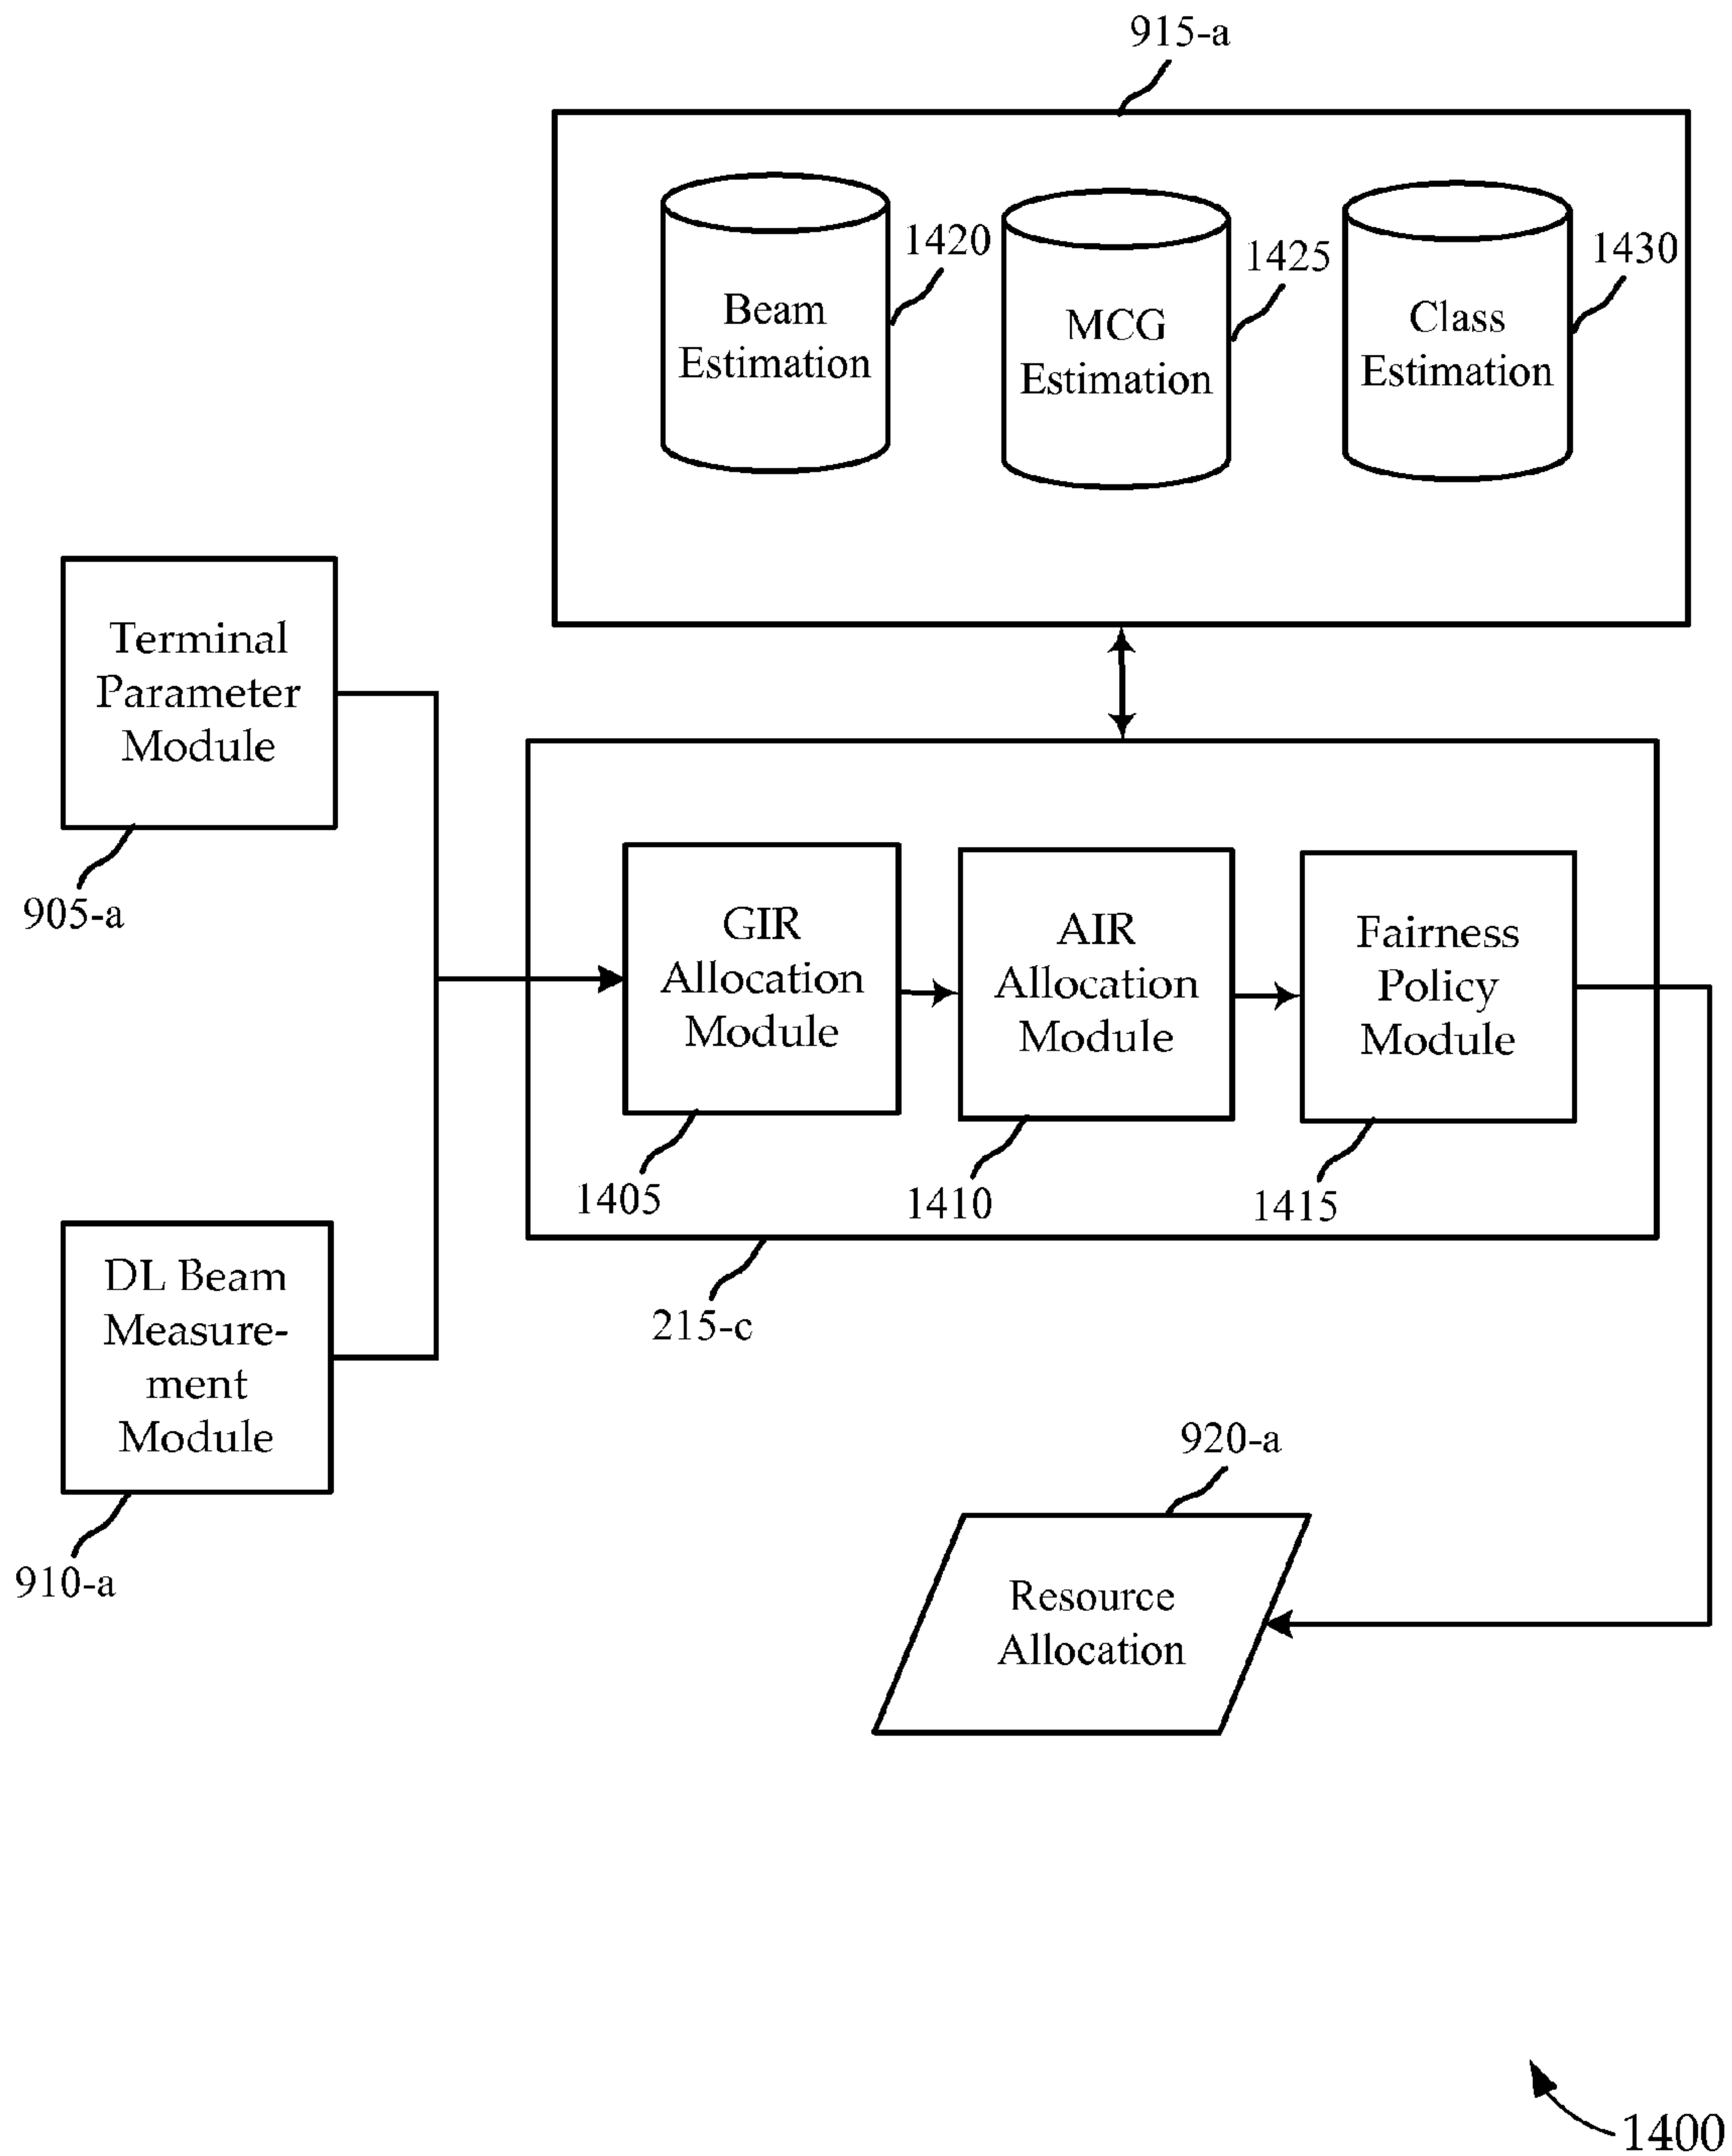 915-a
1420
1425
1430
Beam
Estimation
MCG
Estimation
Class
Estimation
Terminal
Parameter
Module
905-a
GIR
Allocation
Module
AIR
Allocation
Module
Fairness
Policy
Module
1405
1410
1415
215-c
DL Beam
Measure-
ment
Module
910-a
920-a
Resource
Allocation
1400